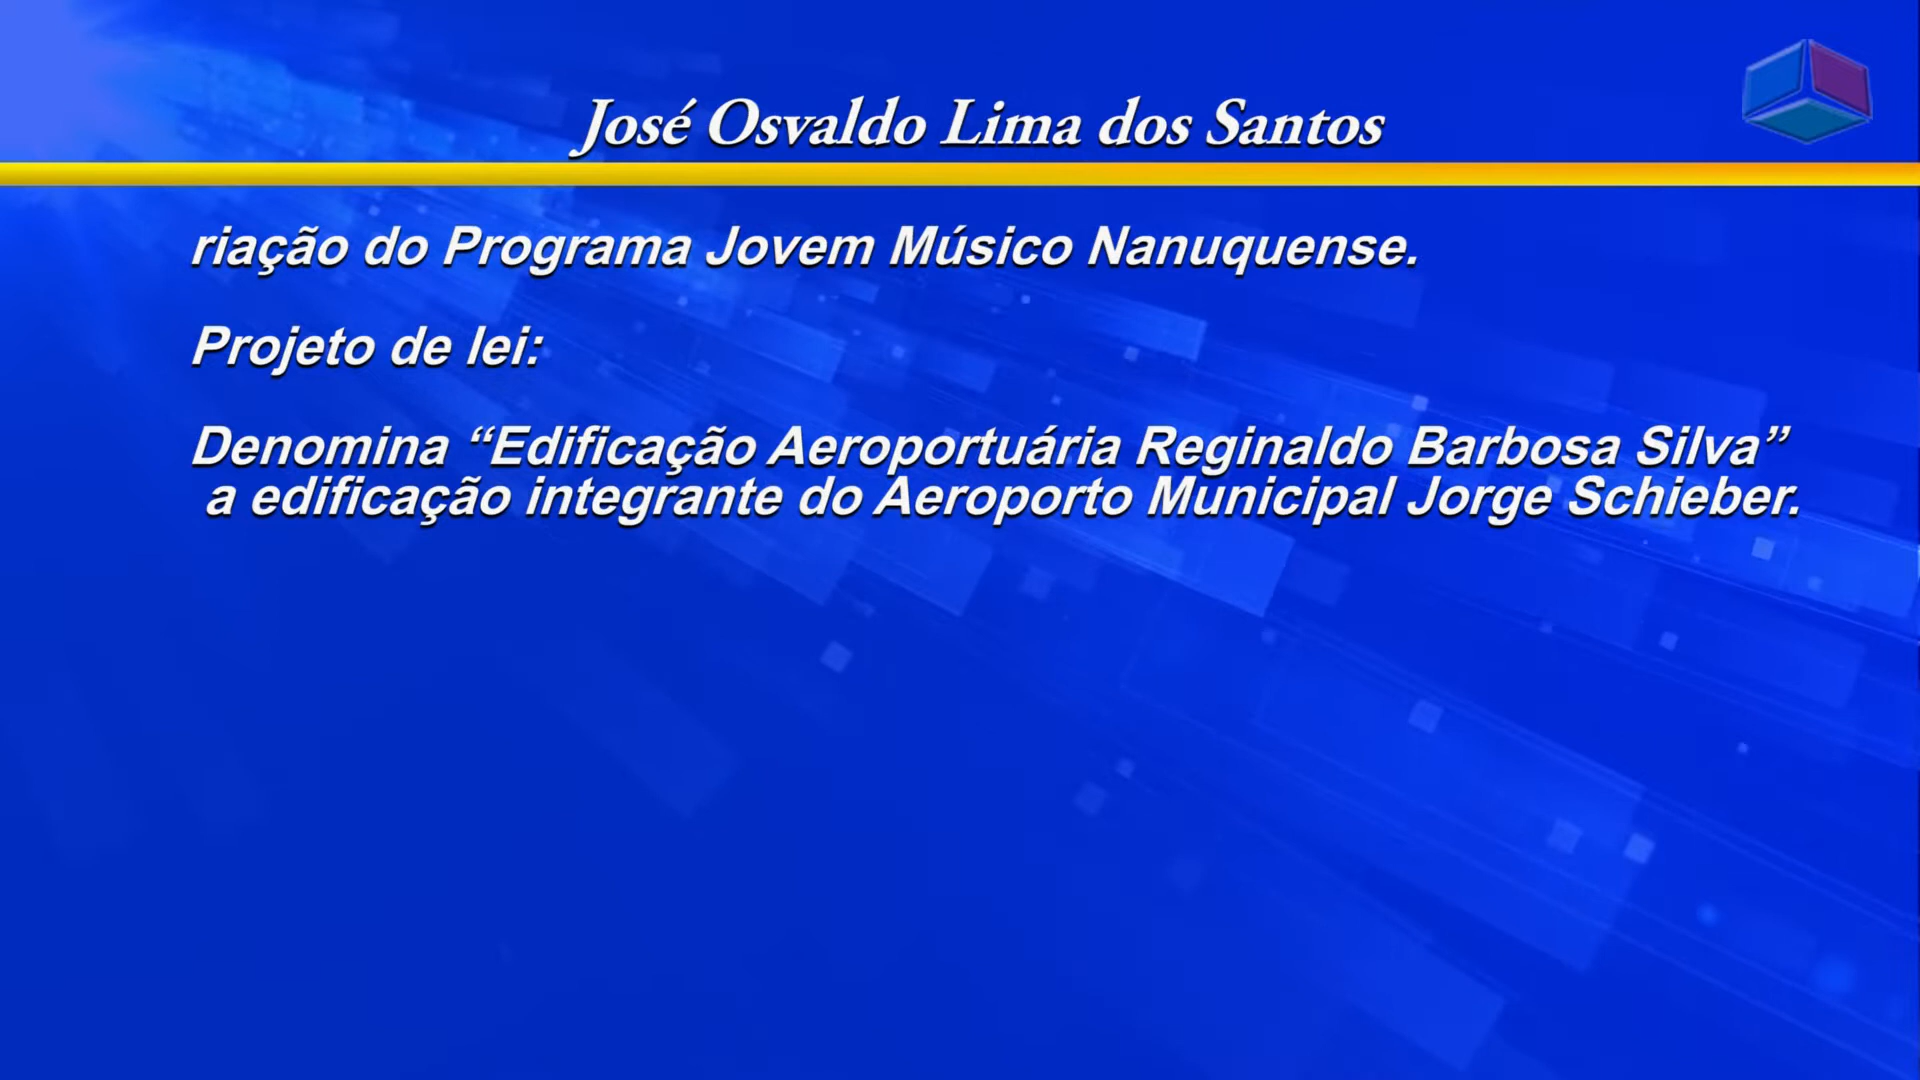 José Osvaldo Lima dos Santos
riação do Programa Jovem Músico Nanuquense.
Projeto de lei:
Denomina “Edificação Aeroportuária Reginaldo Barbosa Silva”
a edificação integrante do Aeroporto Municipal Jorge Schieber.